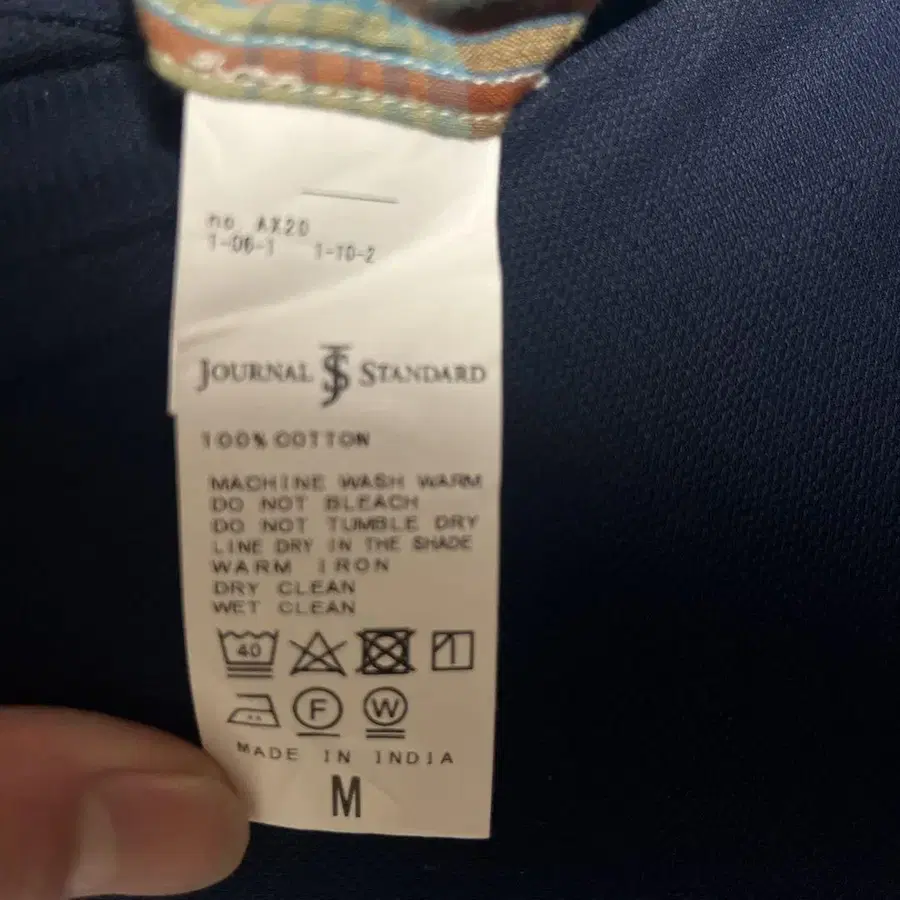 no. AX20
1-06-1 1-10-2
JOURNAL JS STANDARD
100% COTTON
MACHINE WASH WARM
DO NOT BLEACH
DO NOT TUMBLE DRY
LINE DRY IN THE SHADE
WARM IRON
DRY CLEAN
WET CLEAN
40
F W
MADE IN INDIA
M